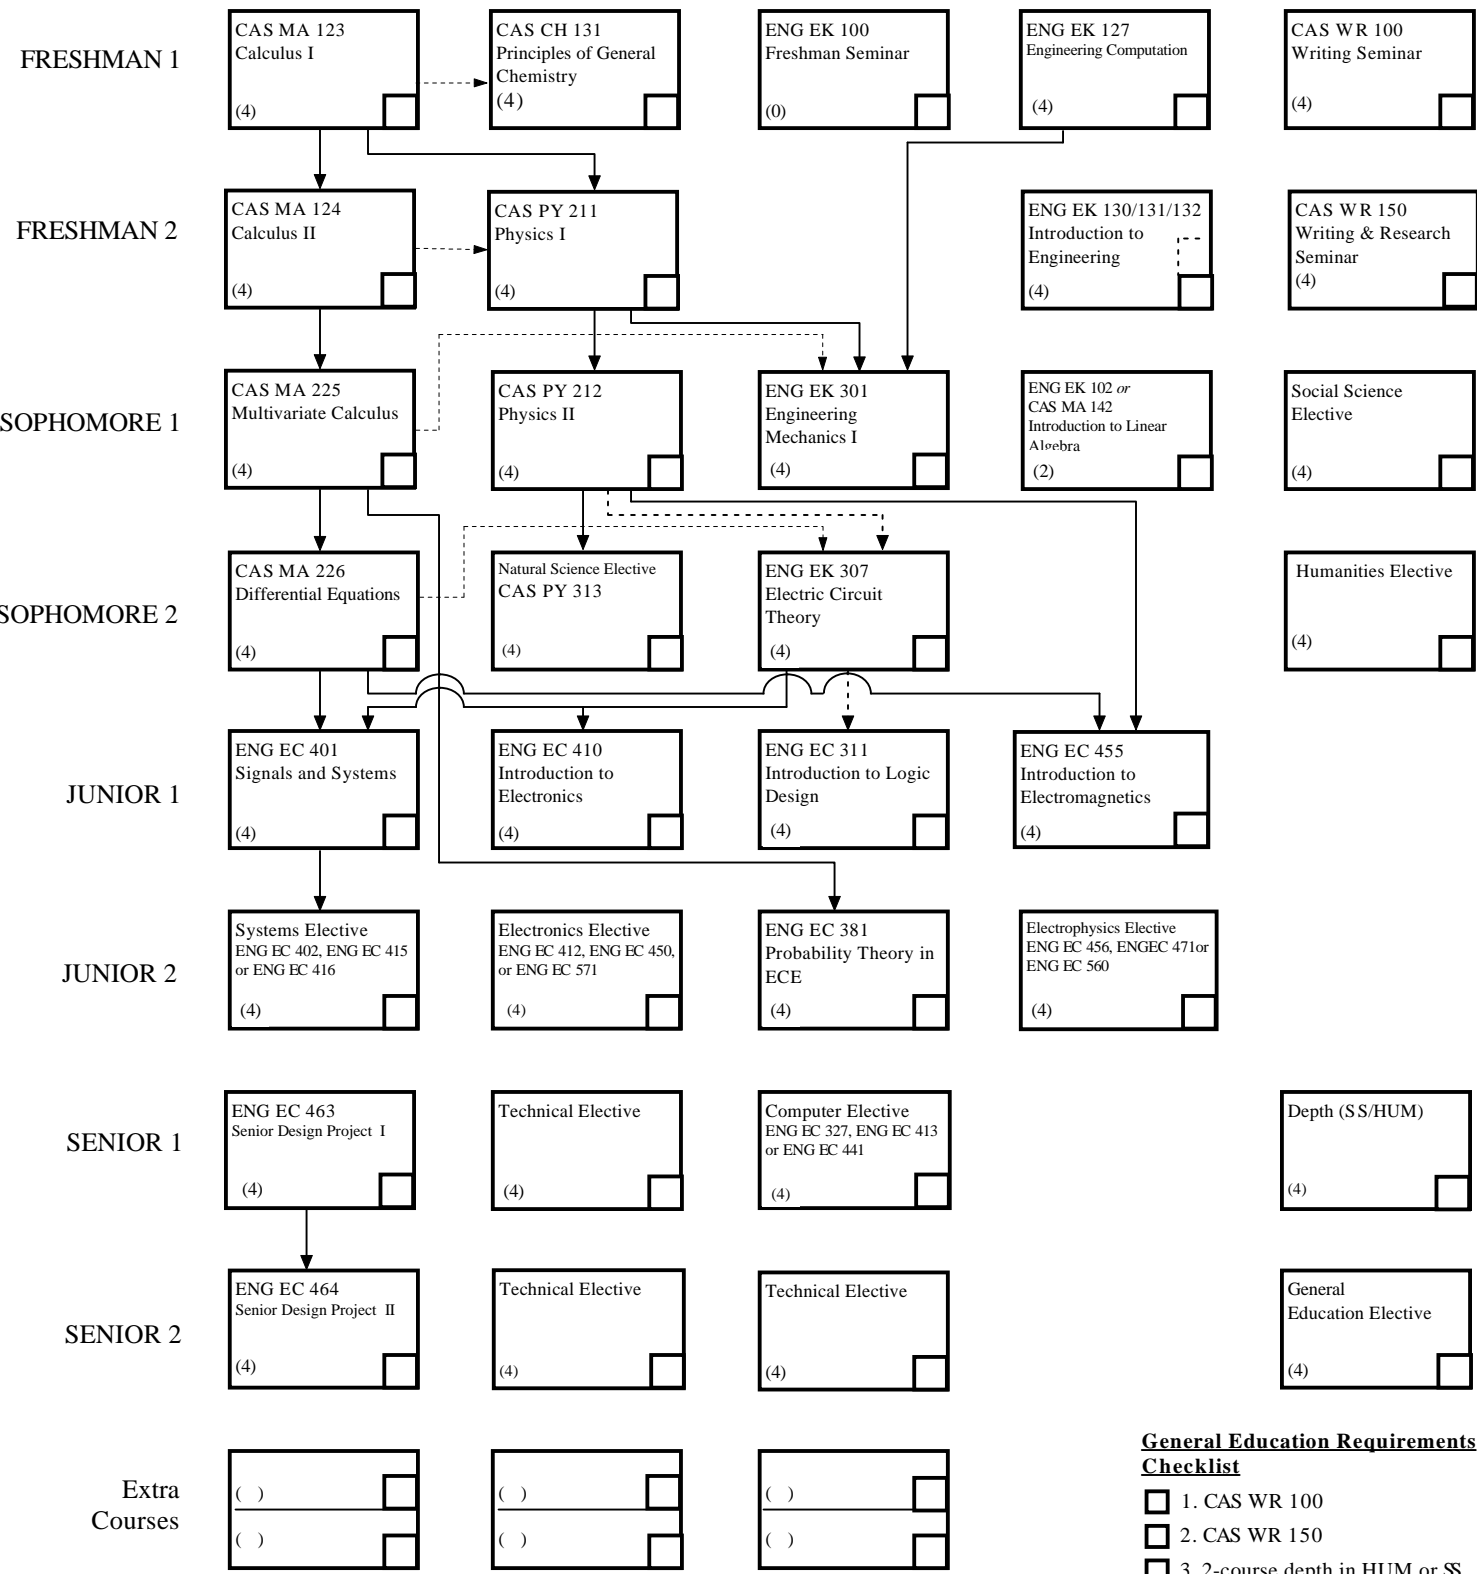 FRESHMAN 1
CAS MA 123
Calculus I
(4)
CAS CH 131
Principles of General
Chemistry
(4)
ENG EK 100
Freshman Seminar
(0)
ENG EK 127
Engineering Computation
(4)
CAS WR 100
Writing Seminar
(4)
FRESHMAN 2
CAS MA 124
Calculus II
(4)
CAS PY 211
Physics I
(4)
ENG EK 130/131/132
Introduction to
Engineering
(4)
CAS WR 150
Writing & Research
Seminar
(4)
SOPHOMORE 1
CAS MA 225
Multivariate Calculus
(4)
CAS PY 212
Physics II
(4)
ENG EK 301
Engineering
Mechanics I
(4)
ENG EK 102 or
CAS MA 142
Introduction to Linear
Algebra
(2)
Social Science
Elective
(4)
SOPHOMORE 2
CAS MA 226
Differential Equations
(4)
Natural Science Elective
CAS PY 313
(4)
ENG EK 307
Electric Circuit
Theory
(4)
Humanities Elective
(4)
JUNIOR 1
ENG EC 401
Signals and Systems
(4)
ENG EC 410
Introduction to
Electronics
(4)
ENG EC 311
Introduction to Logic
Design
(4)
ENG EC 455
Introduction to
Electromagnetics
(4)
JUNIOR 2
Systems Elective
ENG EC 402, ENG EC 415
or ENG EC 416
(4)
Electronics Elective
ENG EC 412, ENG EC 450,
or ENG EC 571
(4)
ENG EC 381
Probability Theory in
ECE
(4)
Electrophysics Elective
ENG EC 456, ENGEC 471or
ENG EC 560
(4)
SENIOR 1
ENG EC 463
Senior Design Project I
(4)
Technical Elective
(4)
Computer Elective
ENG EC 327, ENG EC 413
or ENG EC 441
(4)
Depth (SS/HUM)
(4)
SENIOR 2
ENG EC 464
Senior Design Project II
(4)
Technical Elective
(4)
Technical Elective
(4)
General
Education Elective
(4)
Extra
Courses
( )
( )
( )
( )
( )
( )
General Education Requirements
Checklist
1. CAS WR 100
2. CAS WR 150
3. 2-course depth in HUM or SS